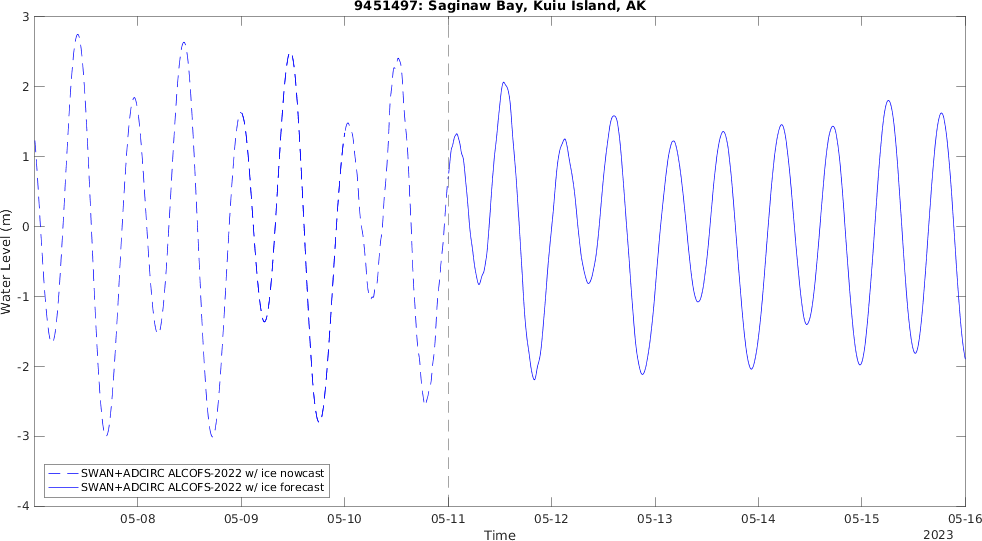 9451497: Saginaw Bay, Kuiu Island, AK
3
2
1
0
-1
-2
-3
-4
Water Level (m)
SWAN+ADCIRC ALCOFS-2022 w/ ice nowcast
SWAN+ADCIRC ALCOFS-2022 w/ ice forecast
05-08 05-09 05-10 05-11 05-12 05-13 05-14 05-15 05-16
Time
2023